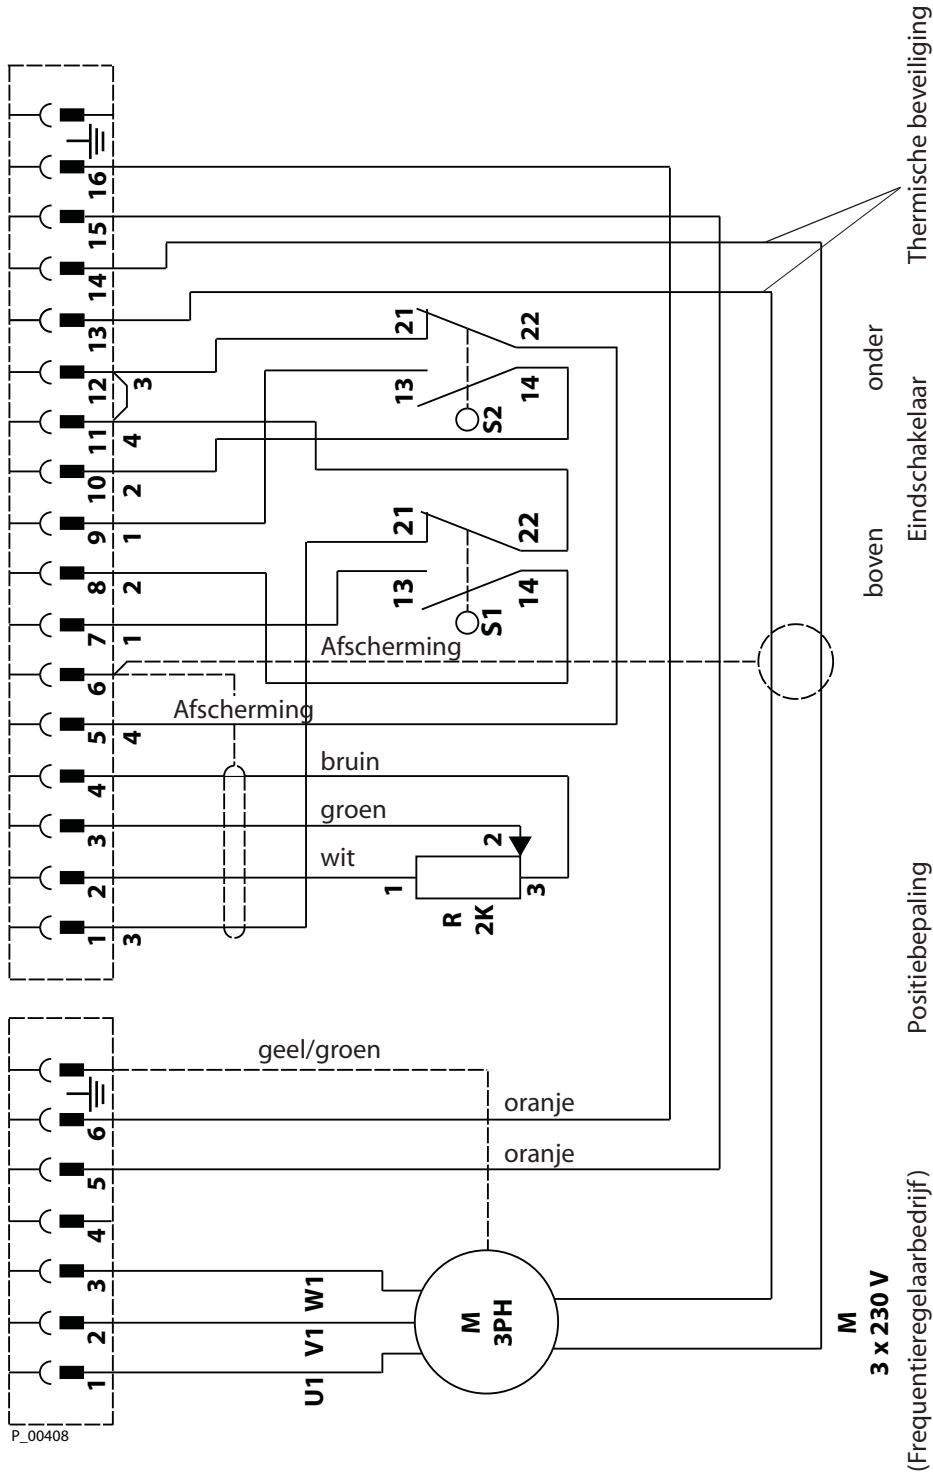 16
15
14
13
12
11
10
9
8
7
6
5
4
3
2
1
3
4
2
1
2
1
4
3
21
22
13
14
S2
21
22
13
14
S1
Afscherming
Afscherming
bruin
groen
wit
1
2
3
R
2K
geel/groen
oranje
oranje
6
5
4
3
2
1
W1
V1
U1
M
3PH
Thermische beveiliging
onder
Eindschakelaar
boven
Positiebepaling
M
3 x 230 V
(Frequentieregelaarbedrijf)
P_00408